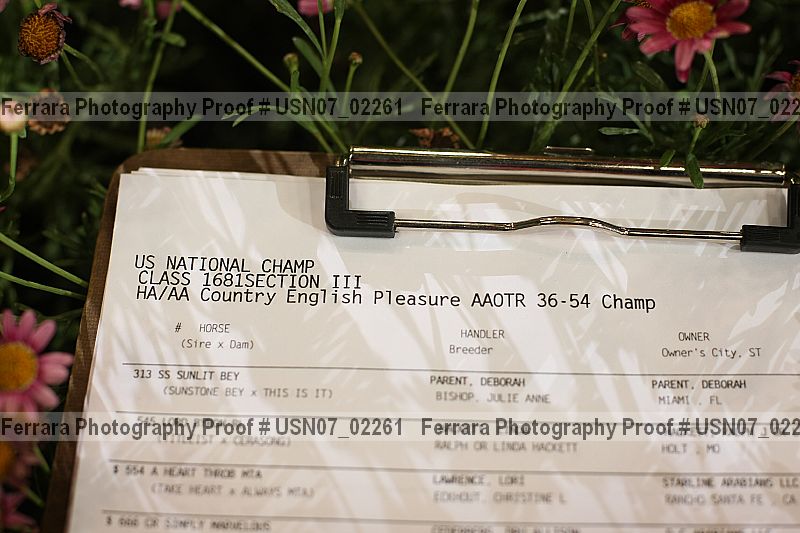 Ferrara Photography Proof # USN07_02261 Ferrara Photography Proof # USN07_022
US NATIONAL CHAMP
CLASS 1681SECTION III
HA/AA Country English Pleasure AAOTR 36-54 Champ
# HORSE HANDLER OWNER
(Sire x Dam) Breeder Owner's City, ST
313 SS SUNLIT BEY PARENT, DEBORAH PARENT, DEBORAH
(SUNSTONE BEY x THIS IS IT) BISHOP, JULIE ANNE MIAMI , FL
Ferrara Photography Proof # USN07_02261 Ferrara Photography Proof # USN07_022
RALPH OR LINDA HACKETT HOLT , MO
$ 554 A HEART THROB MTA LAWRENCE, LORI STARLINE ARABIANS LLC
(TAKE HEART x ALWAYS MTA) CHRISTINE L RANCHO SANTA FE , CA